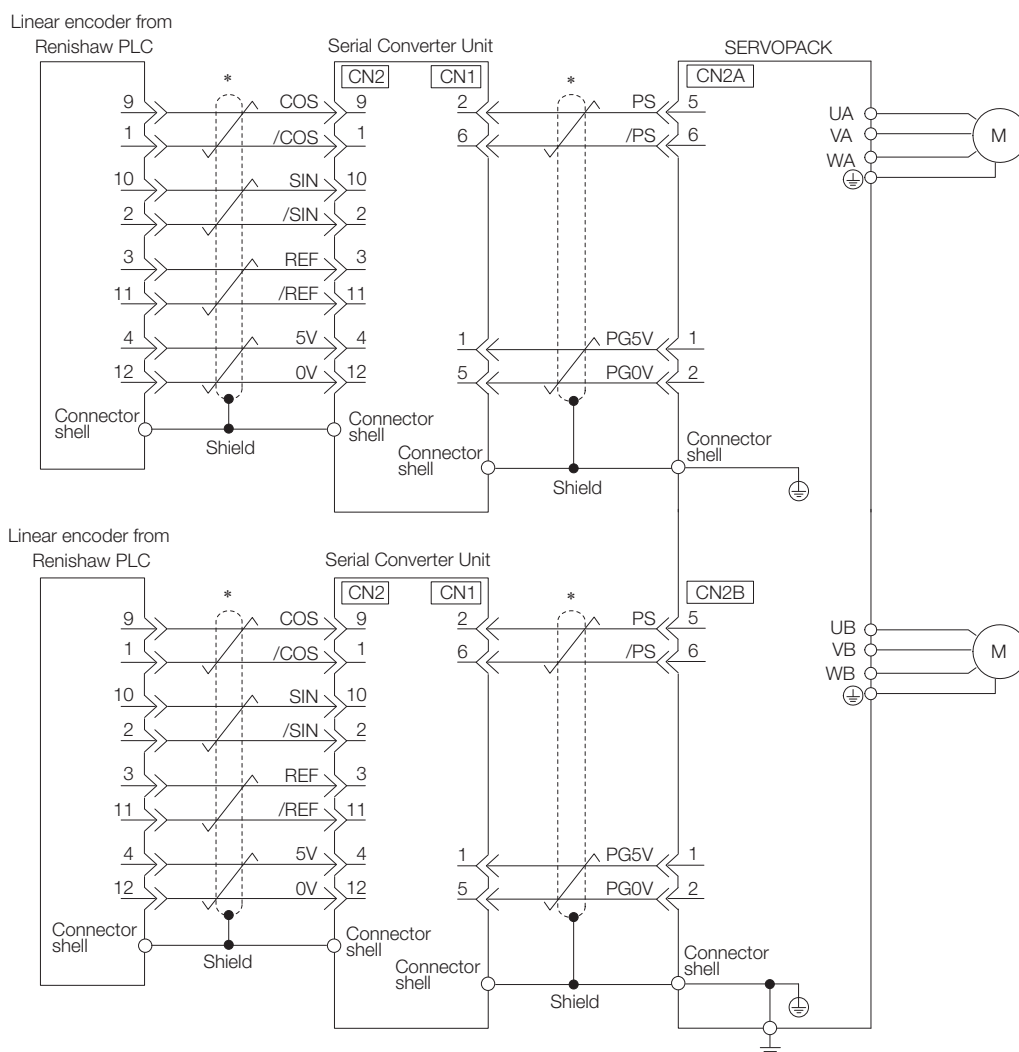 Linear encoder from
Renishaw PLC
Serial Converter Unit
SERVOPACK
* CN2 CN1 * CN2A
9 COS 9 2 PS 5
1 /COS 1 6 /PS 6
10 SIN 10
2 /SIN 2
3 REF 3
11 /REF 11
4 5V 4 1 PG5V 1
12 0V 12 5 PG0V 2
UA
VA
WA
M
Connector
shell
Shield
Connector
shell
Connector
shell
Shield
Connector
shell
Linear encoder from
Renishaw PLC
Serial Converter Unit
* CN2 CN1 * CN2B
9 COS 9 2 PS 5
1 /COS 1 6 /PS 6
10 SIN 10
2 /SIN 2
3 REF 3
11 /REF 11
4 5V 4 1 PG5V 1
12 0V 12 5 PG0V 2
UB
VB
WB
M
Connector
shell
Shield
Connector
shell
Connector
shell
Shield
Connector
shell